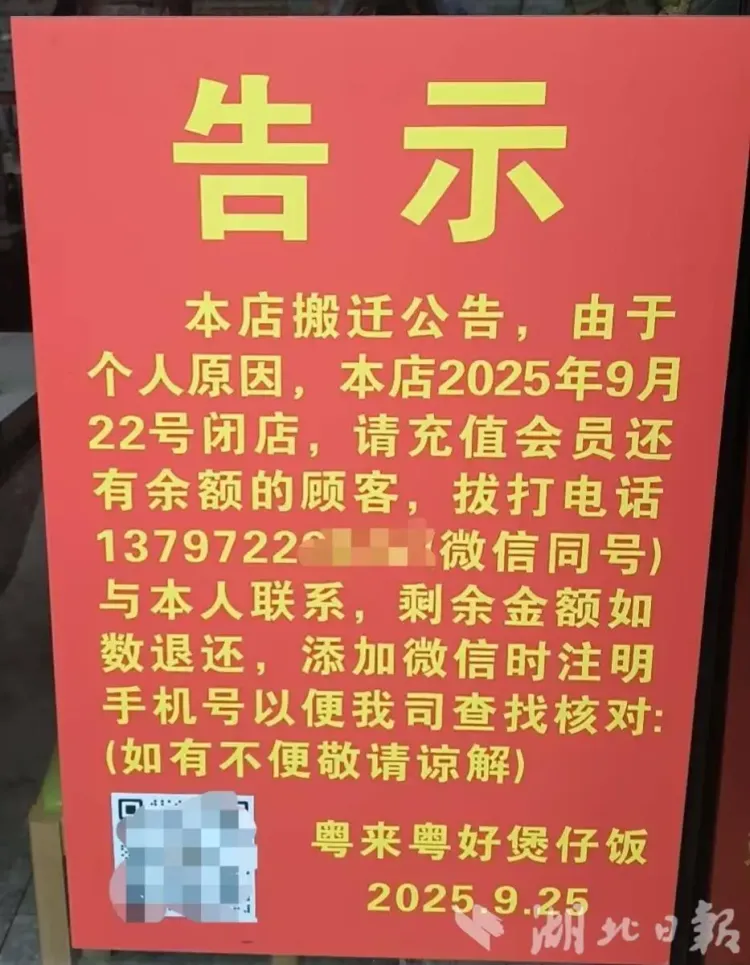 告示
本店搬迁公告，由于
个人原因，本店2025年9月
22号闭店，请充值会员还
有余额的顾客，拔打电话
1379722 (微信同号)
与本人联系，剩余金额如
数退还，添加微信时注明
手机号以便我司查找核对:
(如有不便敬请谅解)
粤来粤好煲仔饭
2025.9.25
湖北日报